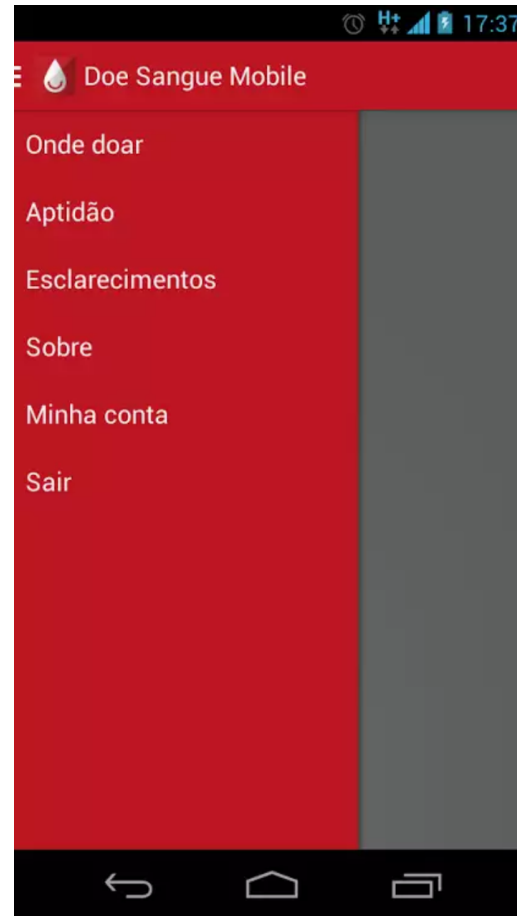 H+ 17:37
Doe Sangue Mobile
Onde doar
Aptidão
Esclarecimentos
Sobre
Minha conta
Sair